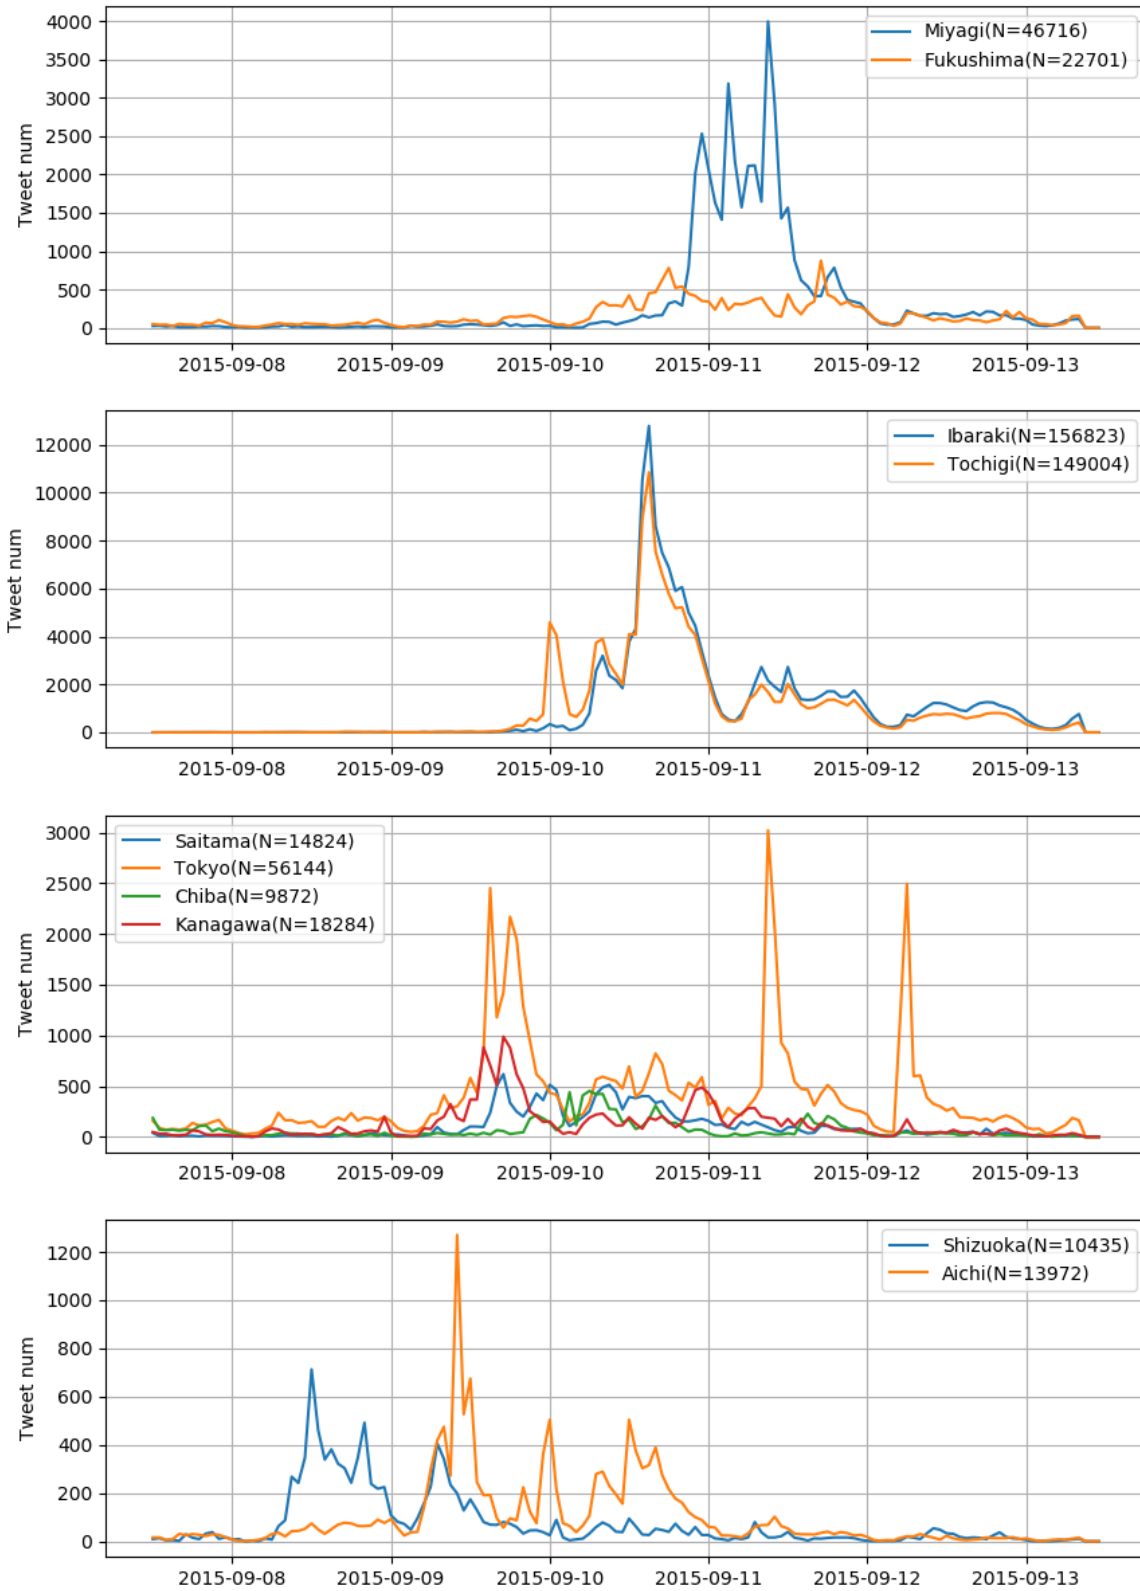 4000
3500
3000
2500
2000
1500
1000
500
0
Tweet num
Miyagi(N=46716)
Fukushima(N=22701)
2015-09-08 2015-09-09 2015-09-10 2015-09-11 2015-09-12 2015-09-13
12000
10000
8000
6000
4000
2000
0
Tweet num
Ibaraki(N=156823)
Tochigi(N=149004)
2015-09-08 2015-09-09 2015-09-10 2015-09-11 2015-09-12 2015-09-13
3000
2500
2000
1500
1000
500
0
Tweet num
Saitama(N=14824)
Tokyo(N=56144)
Chiba(N=9872)
Kanagawa(N=18284)
2015-09-08 2015-09-09 2015-09-10 2015-09-11 2015-09-12 2015-09-13
1200
1000
800
600
400
200
0
Tweet num
Shizuoka(N=10435)
Aichi(N=13972)
2015-09-08 2015-09-09 2015-09-10 2015-09-11 2015-09-12 2015-09-13